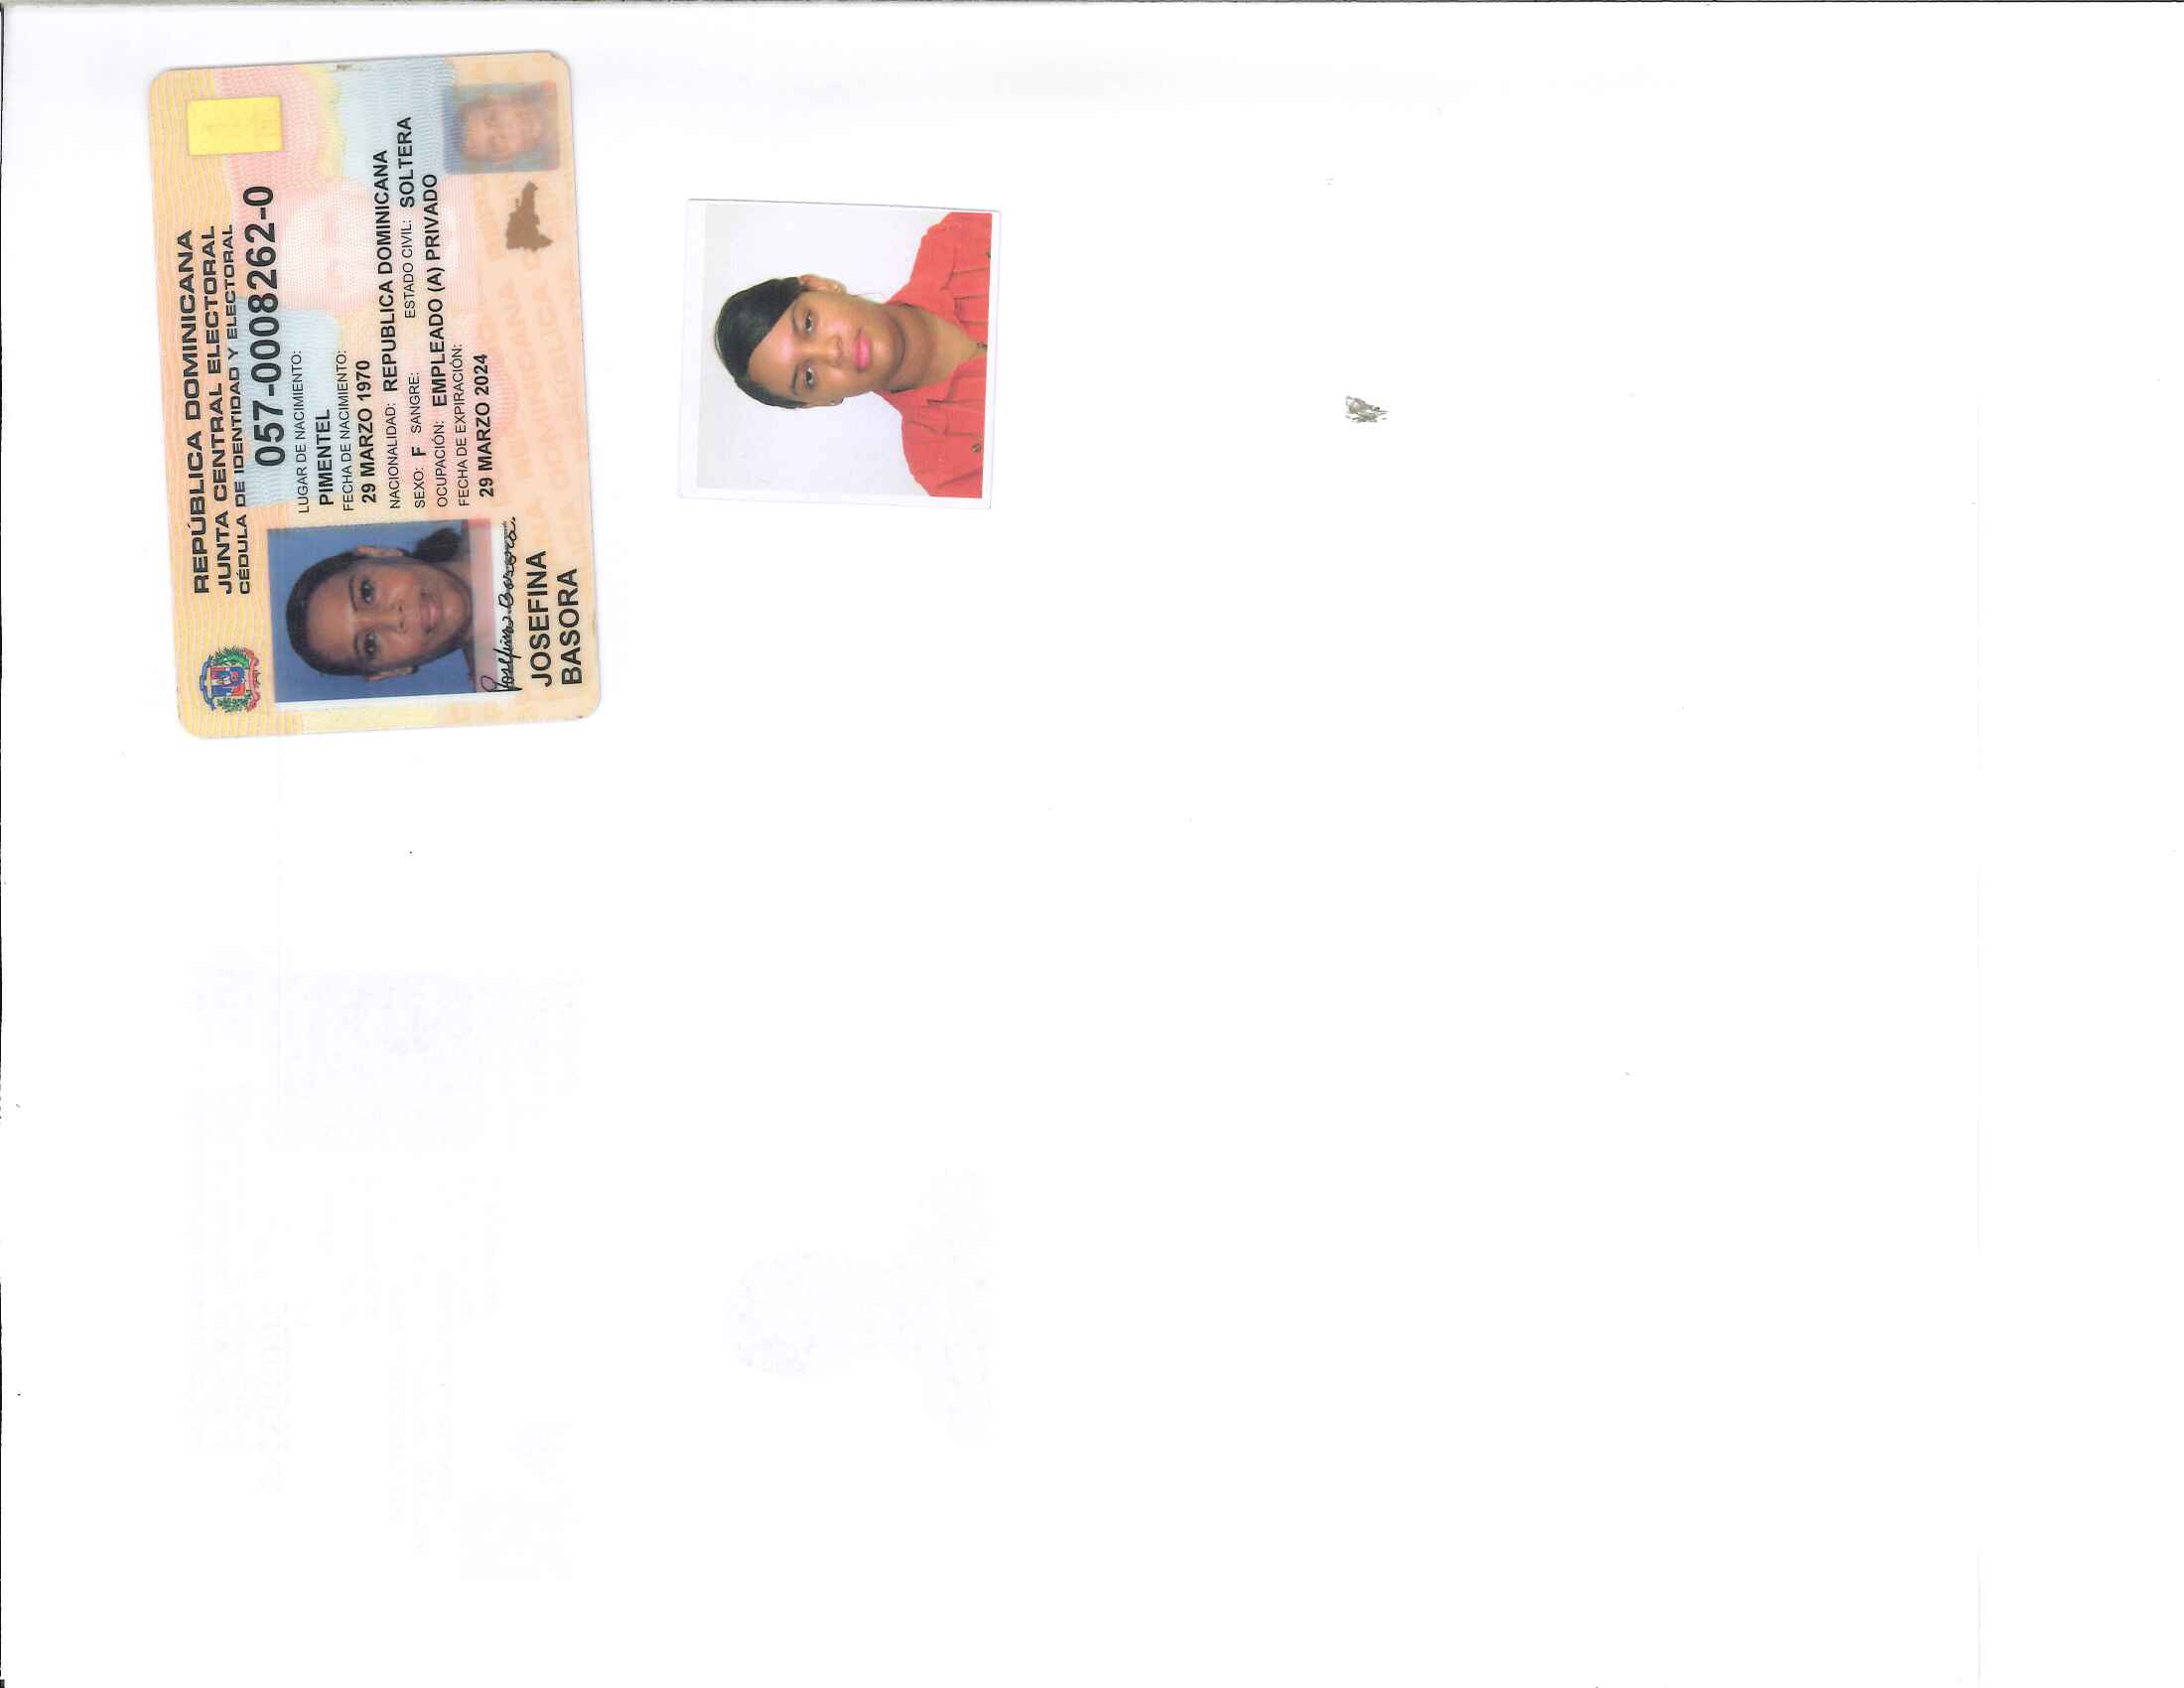 REPÚBLICA DOMINICANA
JUNTA CENTRAL ELECTORAL
CÉDULA DE IDENTIDAD Y ELECTORAL
057-0008262-0
LUGAR DE NACIMIENTO:
PIMENTEL
FECHA DE NACIMIENTO:
29 MARZO 1970
NACIONALIDAD: REPUBLICA DOMINICANA
SEXO: F SANGRE: ESTADO CIVIL: SOLTERA
OCUPACIÓN: EMPLEADO (A) PRIVADO
FECHA DE EXPIRACIÓN:
29 MARZO 2024
Josefina Basora
JOSEFINA
BASORA